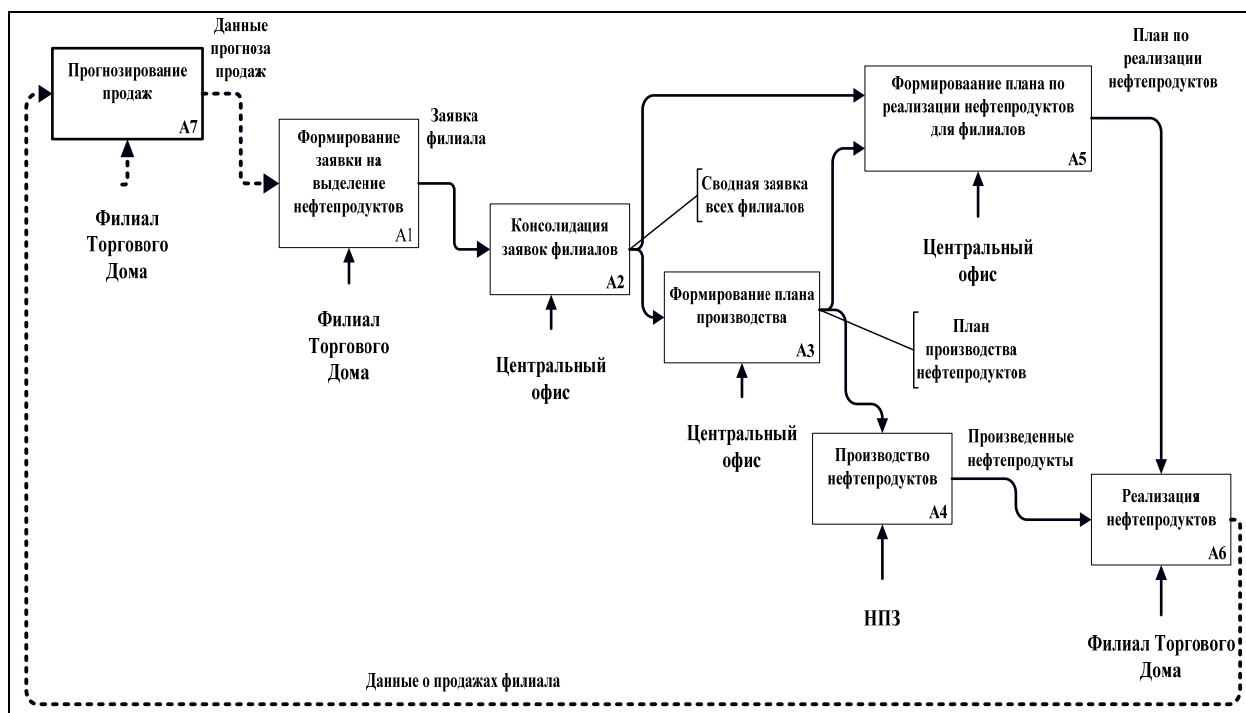 Данные
прогноза
продаж
Прогнозирование
продаж
A7
Филиал
Торгового
Дома
Формирование
заявки на
выделение
нефтепродуктов
A1
Филиал
Торгового
Дома
Заявка
филиала
Консолидация
заявок филиалов
A2
Центральный
офис
Сводная заявка
всех филиалов
Формирование плана
производства
A3
Центральный
офис
План
производства
нефтепродуктов
Формироваание плана по
реализации нефтепродуктов
для филиалов
A5
Центральный
офис
План по
реализации
нефтепродуктов
Производство
нефтепродуктов
A4
НПЗ
Произведенные
нефтепродукты
Реализация
нефтепродуктов
A6
Филиал Торгового
Дома
Данные о продажах филиала